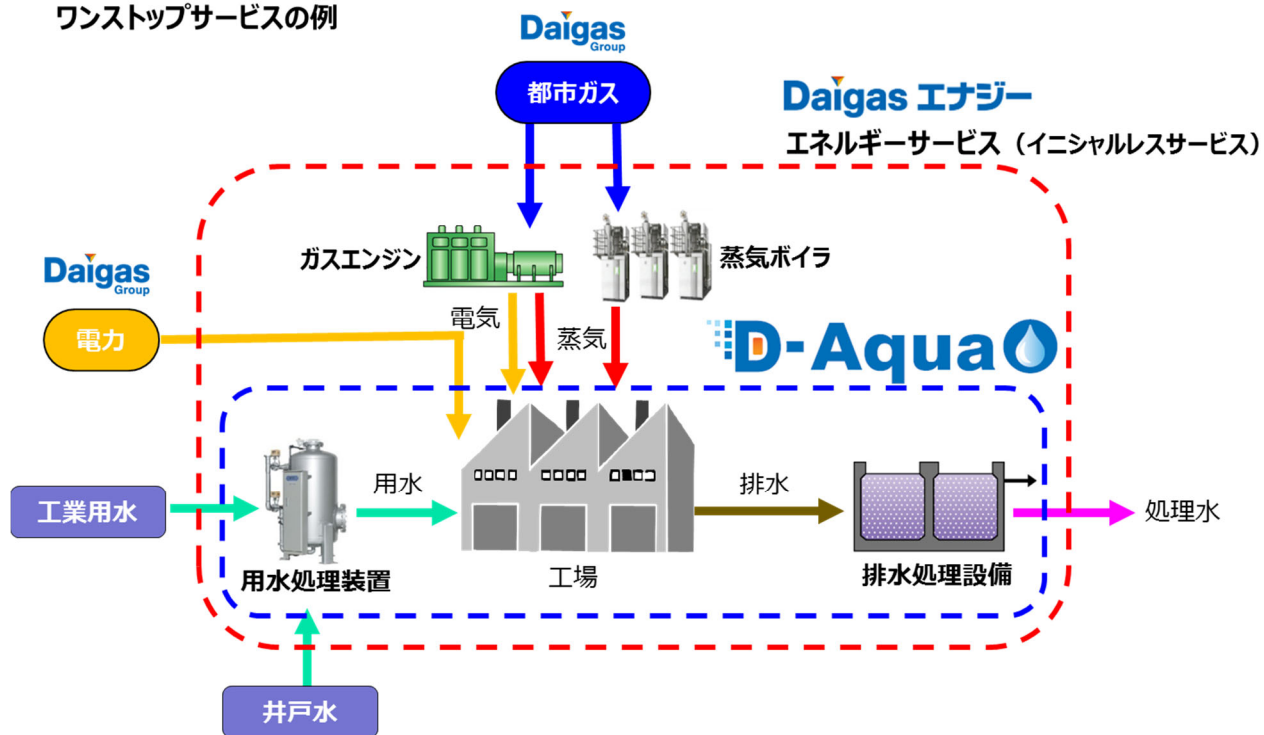 ワンストップサービスの例
Daigas
Group
都市ガス
Daigas エナジー
エネルギーサービス（イニシャルレスサービス）
ガスエンジン
蒸気ボイラ
Daigas
Group
電力
電気
蒸気
D-Aqua
工業用水
用水
排水
処理水
用水処理装置
工場
排水処理設備
井戸水